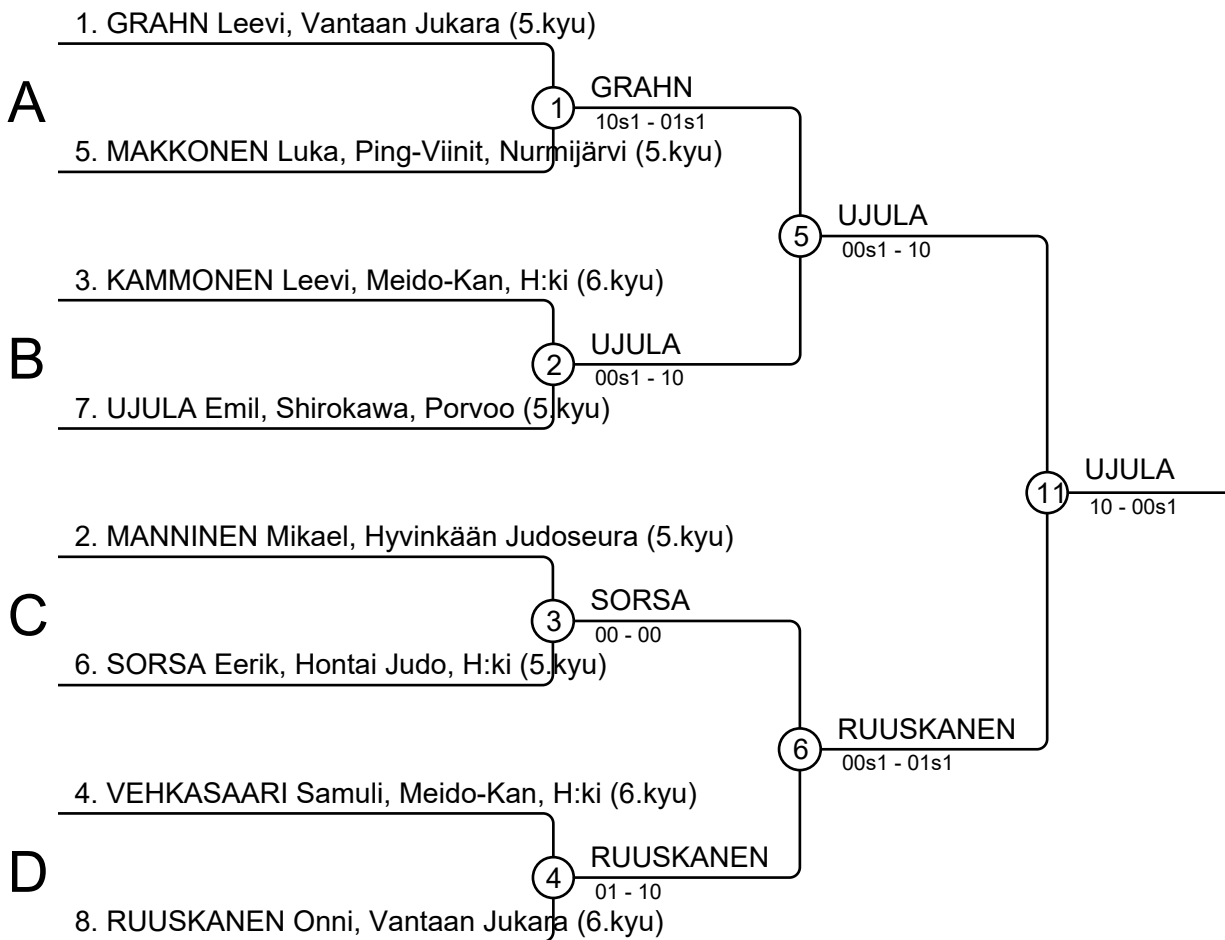 1. GRAHN Leevi, Vantaan Jukara (5.kyu)
A
1
GRAHN
10s1 - 01s1
5. MAKKONEN Luka, Ping-Viinit, Nurmijärvi (5.kyu)
5
UJULA
00s1 - 10
3. KAMMONEN Leevi, Meido-Kan, H:ki (6.kyu)
B
2
UJULA
00s1 - 10
7. UJULA Emil, Shirokawa, Porvoo (5.kyu)
11
UJULA
10 - 00s1
2. MANNINEN Mikael, Hyvinkään Judoseura (5.kyu)
C
3
SORSA
00 - 00
6. SORSA Eerik, Hontai Judo, H:ki (5.kyu)
6
RUUSKANEN
00s1 - 01s1
4. VEHKASAARI Samuli, Meido-Kan, H:ki (6.kyu)
D
4
RUUSKANEN
01 - 10
8. RUUSKANEN Onni, Vantaan Jukara (6.kyu)